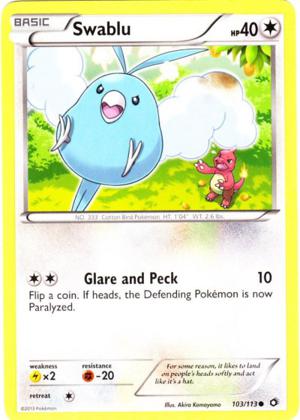 BASIC
Swablu
HP40
NO. 333 Cotton Bird Pokémon HT. 1'04" WT. 2.6 lbs.
Glare and Peck 10
Flip a coin. If heads, the Defending Pokémon is now
Paralyzed.
weakness
×2
resistance
-20
retreat
For some reason, it likes to land
on people's heads softly and act
like it's a hat.
Illus. Akira Komayama
103/113
©2013 Pokémon